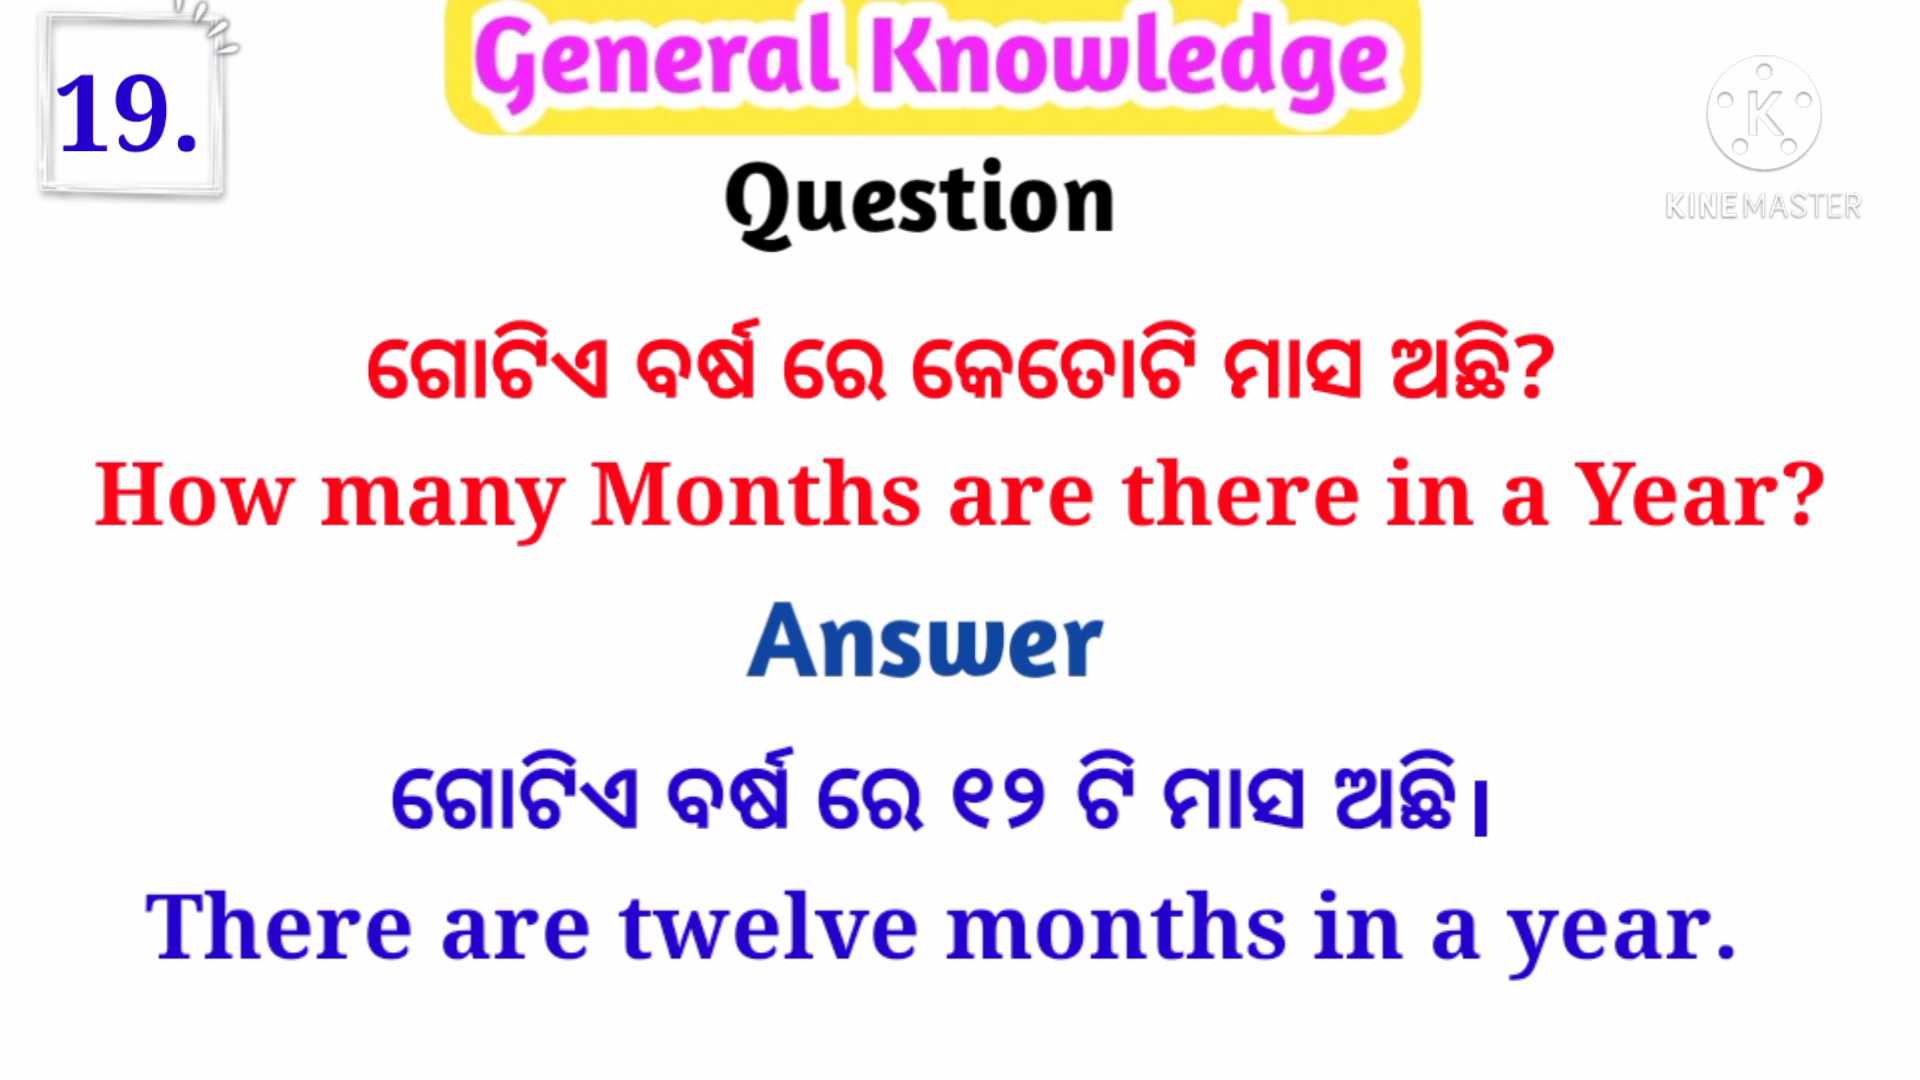 19.
General Knowledge
KINEMASTER
Question
ଗୋଟିଏ ବର୍ଷ ରେ କେତୋଟି ମାସ ଅଛି?
How many Months are there in a Year?
Answer
ଗୋଟିଏ ବର୍ଷ ରେ ୧୨ ଟି ମାସ ଅଛି।
There are twelve months in a year.